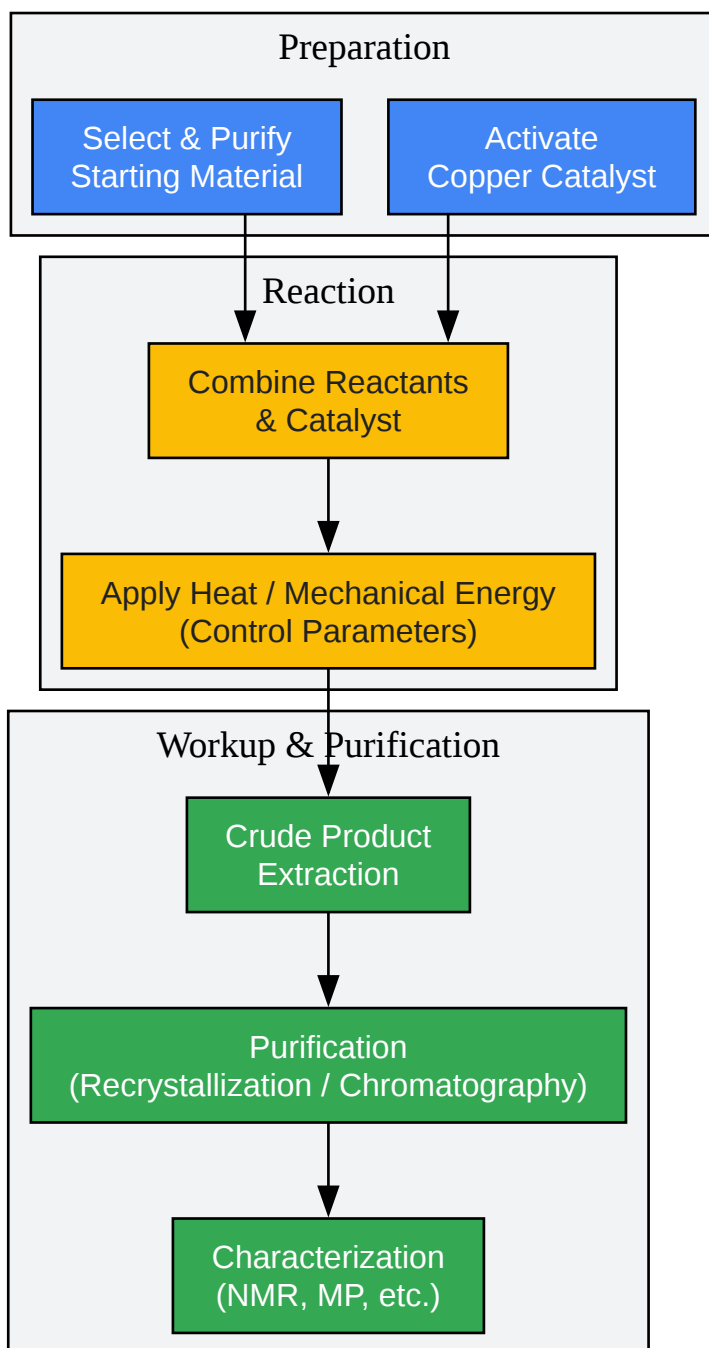 Preparation
Select & Purify
Starting Material
Activate
Copper Catalyst
Reaction
Combine Reactants
& Catalyst
Apply Heat / Mechanical Energy
(Control Parameters)
Workup & Purification
Crude Product
Extraction
Purification
(Recrystallization / Chromatography)
Characterization
(NMR, MP, etc.)